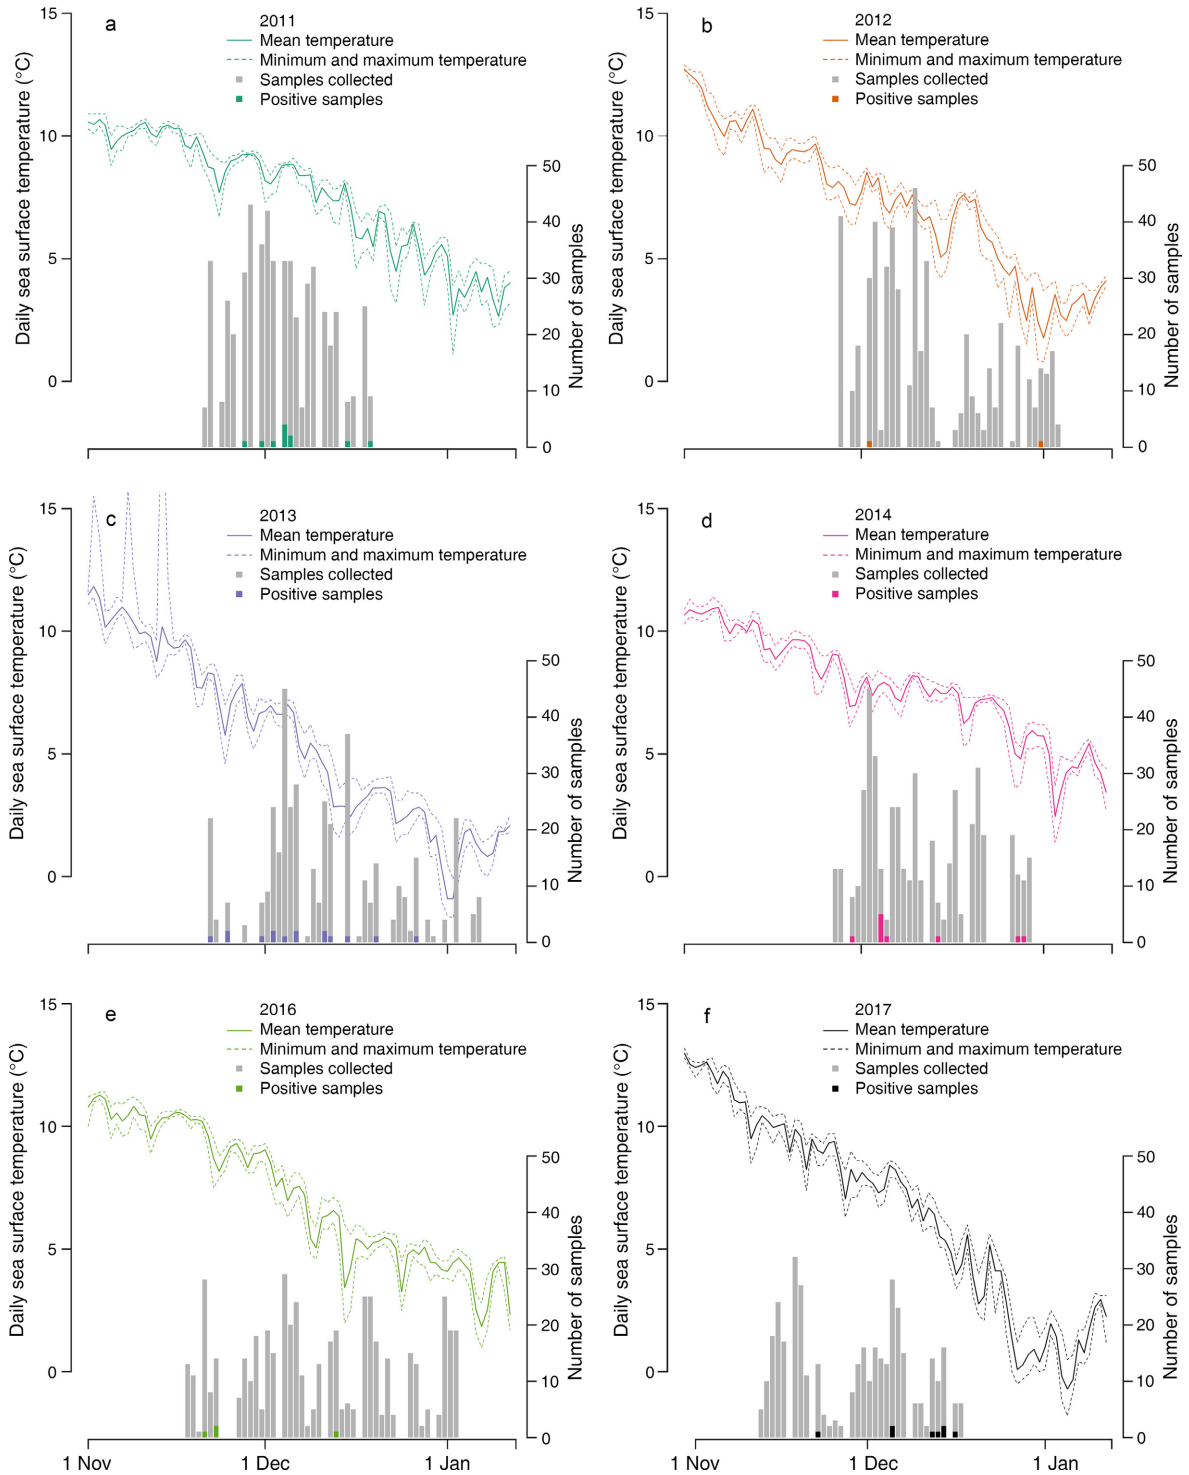 a
2011
Mean temperature
Minimum and maximum temperature
Samples collected
Positive samples
Daily sea surface temperature (°C)
15
10
5
0
Number of samples
50
40
30
20
10
0
b
2012
Mean temperature
Minimum and maximum temperature
Samples collected
Positive samples
Daily sea surface temperature (°C)
15
10
5
0
Number of samples
50
40
30
20
10
0
c
2013
Mean temperature
Minimum and maximum temperature
Samples collected
Positive samples
Daily sea surface temperature (°C)
15
10
5
0
Number of samples
50
40
30
20
10
0
d
2014
Mean temperature
Minimum and maximum temperature
Samples collected
Positive samples
Daily sea surface temperature (°C)
15
10
5
0
Number of samples
50
40
30
20
10
0
e
2016
Mean temperature
Minimum and maximum temperature
Samples collected
Positive samples
Daily sea surface temperature (°C)
15
10
5
0
Number of samples
50
40
30
20
10
0
1 Nov
1 Dec
1 Jan
f
2017
Mean temperature
Minimum and maximum temperature
Samples collected
Positive samples
Daily sea surface temperature (°C)
15
10
5
0
Number of samples
50
40
30
20
10
0
1 Nov
1 Dec
1 Jan